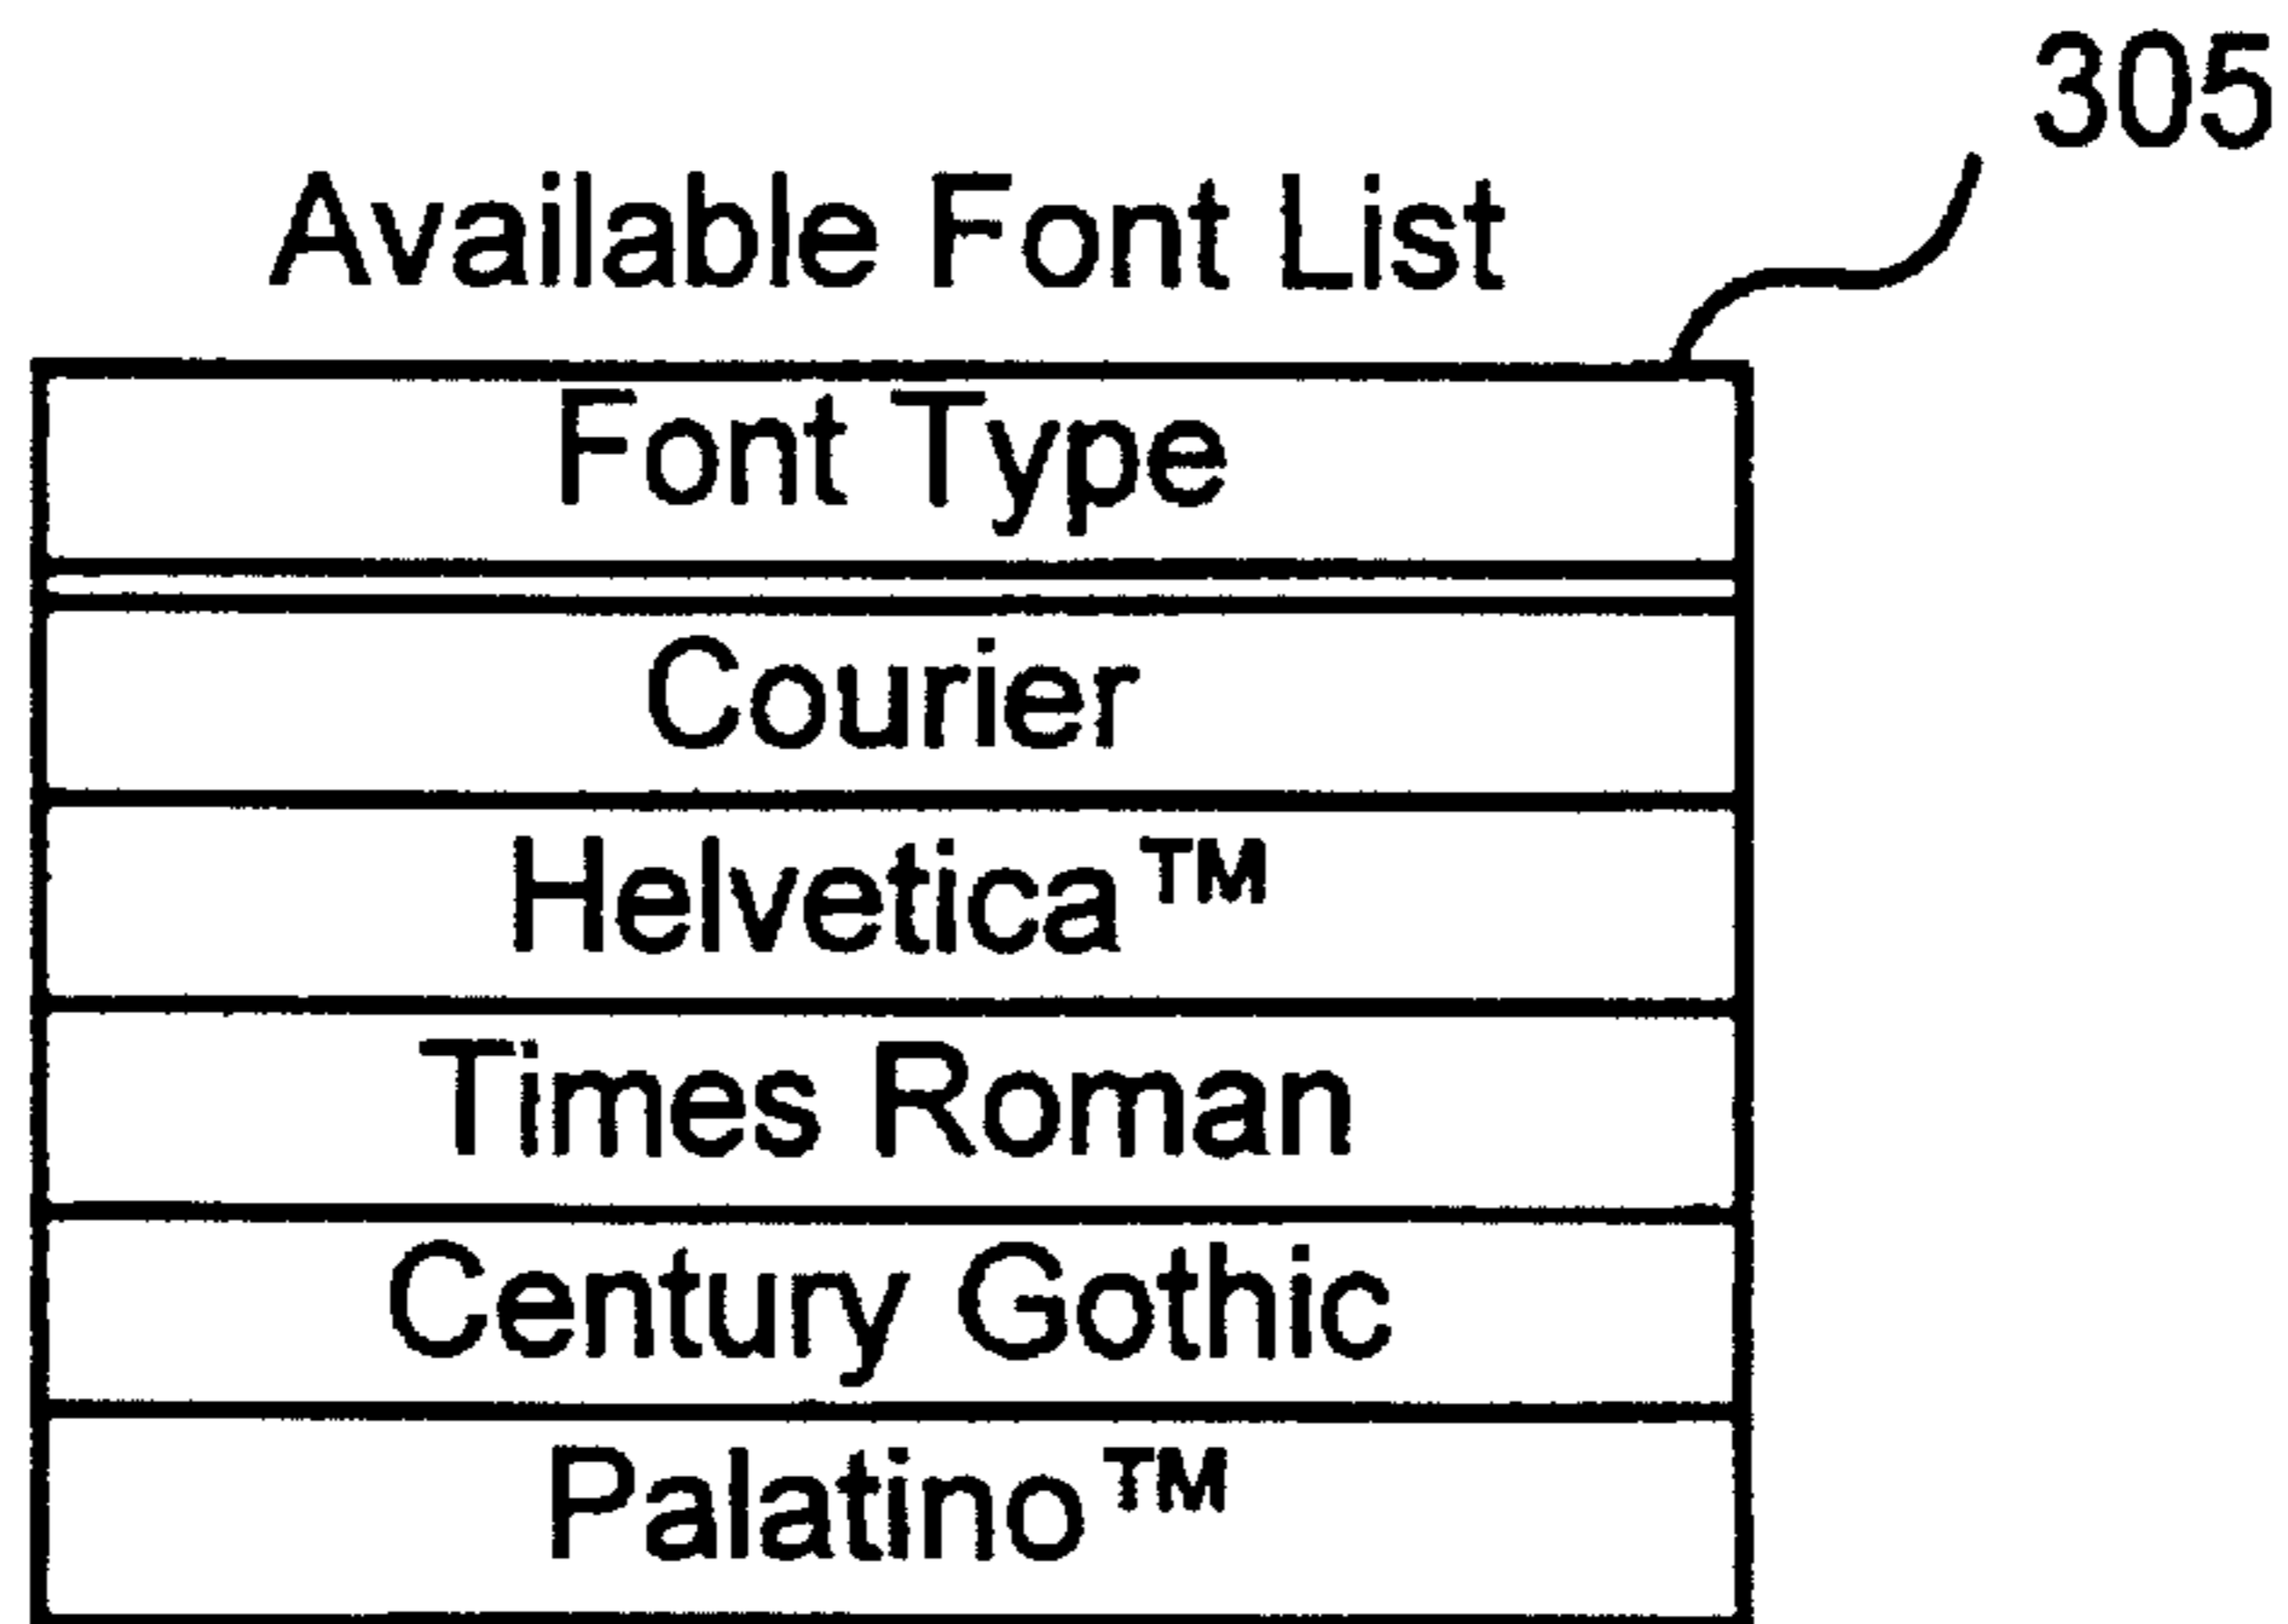 305
Available Font List
Font Type
Courier
Helvetica™
Times Roman
Century Gothic
Palatino™